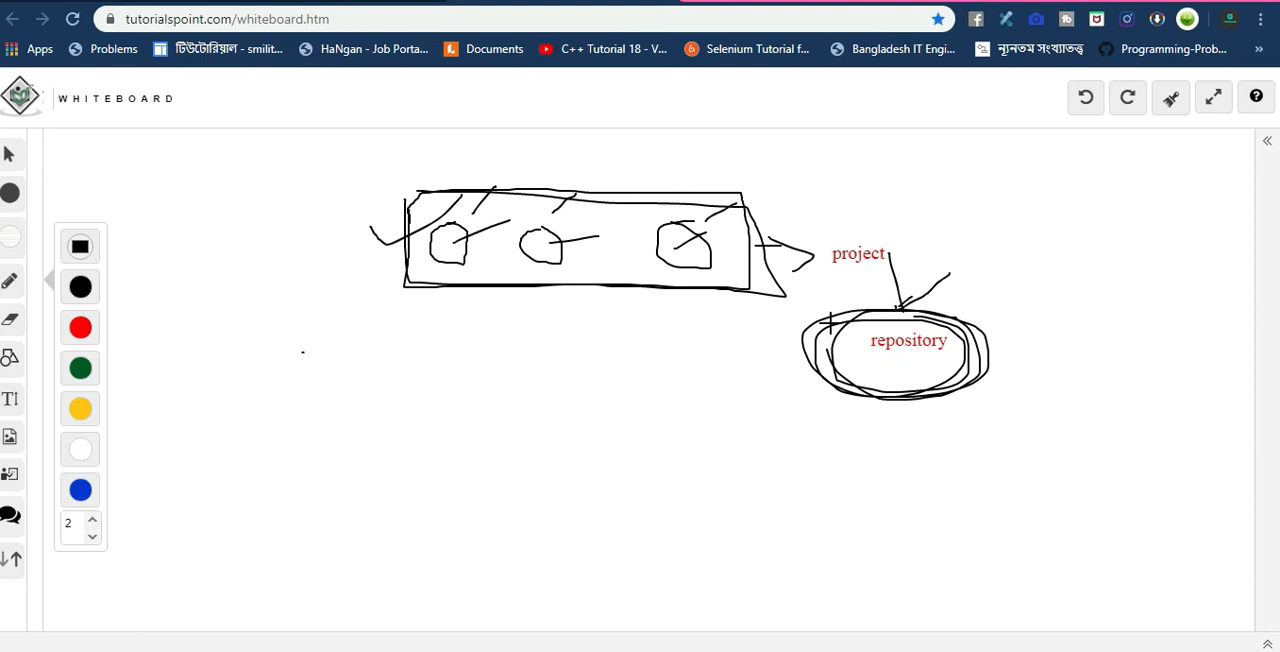 tutorialspoint.com/whiteboard.htm
Apps Problems টিউটোরিয়াল - smilit... HaNgan - Job Porta... Documents C++ Tutorial 18 - V... Selenium Tutorial f... Bangladesh IT Engi... ন্যূনতম সংখ্যাতত্ত্ব Programming-Prob... »
WHITEBOARD
project
repository
2